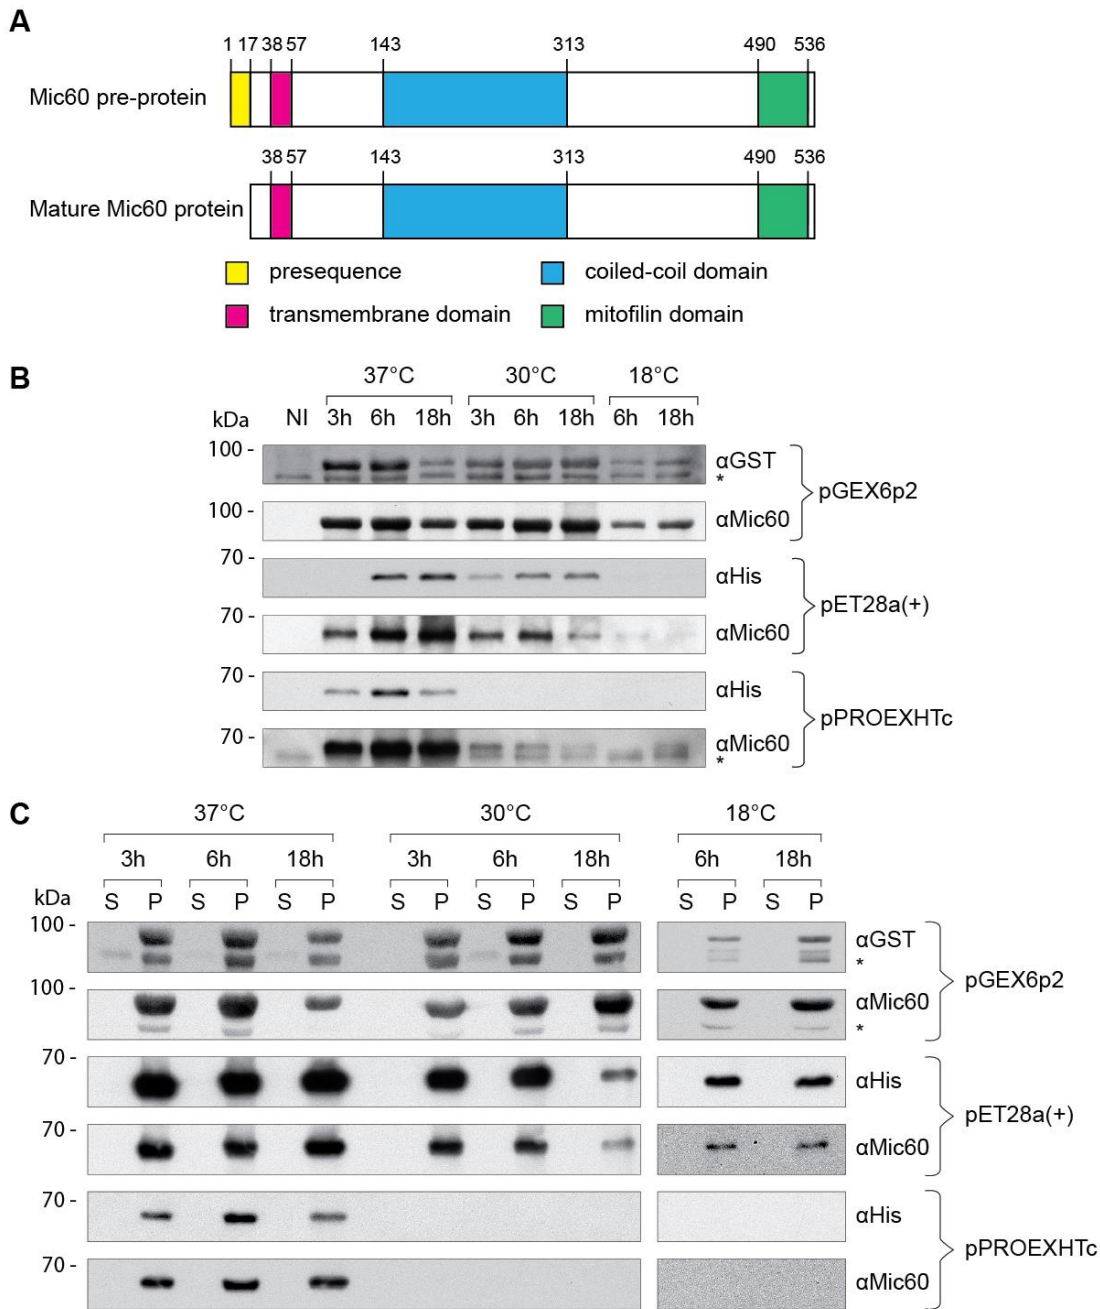 A
1 17 38 57 143 313 490 536
Mic60 pre-protein
38 57 143 313 490 536
Mature Mic60 protein
presequence coiled-coil domain
transmembrane domain mitofilin domain
B
37°C 30°C 18°C
kDa NI 3h 6h 18h 3h 6h 18h 6h 18h
100 - αGST
*
pGEX6p2
100 - αMic60
70 - αHis
pET28a(+)
70 - αMic60
70 - αHis
pPROEXHTc
70 - αMic60
*
C
37°C 30°C 18°C
3h 6h 18h 3h 6h 18h 6h 18h
kDa S P S P S P S P S P S P S P S P
100 - αGST
*
pGEX6p2
100 - αMic60
*
70 - αHis
pET28a(+)
70 - αMic60
70 - αHis
pPROEXHTc
70 - αMic60